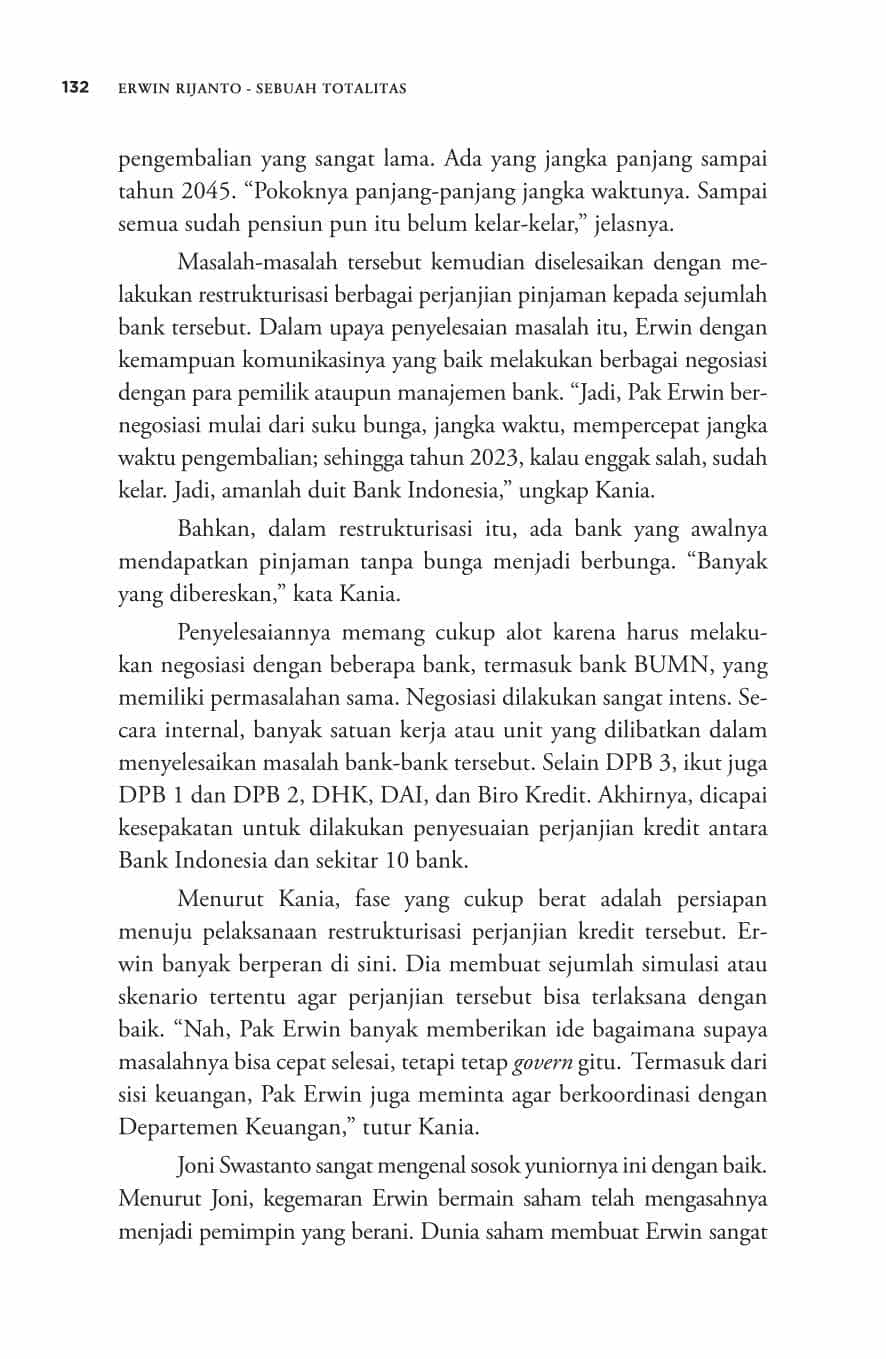 132 ERWIN RIJANTO - SEBUAH TOTALITAS
pengembalian yang sangat lama. Ada yang jangka panjang sampai
tahun 2045. “Pokoknya panjang-panjang jangka waktunya. Sampai
semua sudah pensiun pun itu belum kelar-kelar,” jelasnya.
Masalah-masalah tersebut kemudian diselesaikan dengan me-
lakukan restrukturisasi berbagai perjanjian pinjaman kepada sejumlah
bank tersebut. Dalam upaya penyelesaian masalah itu, Erwin dengan
kemampuan komunikasinya yang baik melakukan berbagai negosiasi
dengan para pemilik ataupun manajemen bank. “Jadi, Pak Erwin ber-
negosiasi mulai dari suku bunga, jangka waktu, mempercepat jangka
waktu pengembalian; sehingga tahun 2023, kalau enggak salah, sudah
kelar. Jadi, amanlah duit Bank Indonesia,” ungkap Kania.
Bahkan, dalam restrukturisasi itu, ada bank yang awalnya
mendapatkan pinjaman tanpa bunga menjadi berbunga. “Banyak
yang dibereskan,” kata Kania.
Penyelesaiannya memang cukup alot karena harus melaku-
kan negosiasi dengan beberapa bank, termasuk bank BUMN, yang
memiliki permasalahan sama. Negosiasi dilakukan sangat intens. Se-
cara internal, banyak satuan kerja atau unit yang dilibatkan dalam
menyelesaikan masalah bank-bank tersebut. Selain DPB 3, ikut juga
DPB 1 dan DPB 2, DHK, DAI, dan Biro Kredit. Akhirnya, dicapai
kesepakatan untuk dilakukan penyesuaian perjanjian kredit antara
Bank Indonesia dan sekitar 10 bank.
Menurut Kania, fase yang cukup berat adalah persiapan
menuju pelaksanaan restrukturisasi perjanjian kredit tersebut. Er-
win banyak berperan di sini. Dia membuat sejumlah simulasi atau
skenario tertentu agar perjanjian tersebut bisa terlaksana dengan
baik. “Nah, Pak Erwin banyak memberikan ide bagaimana supaya
masalahnya bisa cepat selesai, tetapi tetap govern gitu. Termasuk dari
sisi keuangan, Pak Erwin juga meminta agar berkoordinasi dengan
Departemen Keuangan,” tutur Kania.
Joni Swastanto sangat mengenal sosok yuniornya ini dengan baik.
Menurut Joni, kegemaran Erwin bermain saham telah mengasahnya
menjadi pemimpin yang berani. Dunia saham membuat Erwin sangat